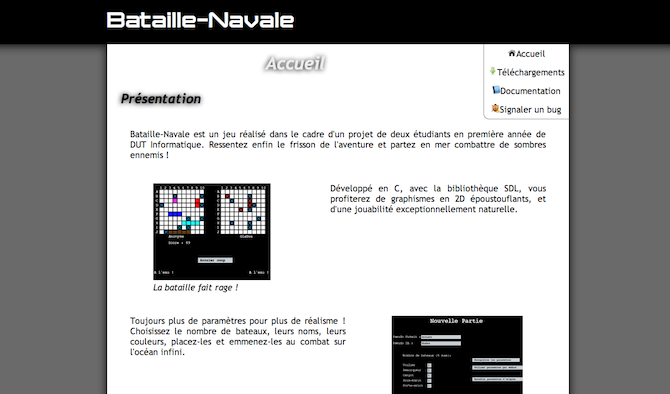 Bataille-Navale
Accueil
Accueil
Téléchargements
Documentation
Signaler un bug
Présentation
Bataille-Navale est un jeu réalisé dans le cadre d'un projet de deux étudiants en première année de
DUT Informatique. Ressentez enfin le frisson de l'aventure et partez en mer combattre de sombres
ennemis !
Développé en C, avec la bibliothèque SDL, vous
profiterez de graphismes en 2D époustouflants, et
d'une jouabilité exceptionnellement naturelle.
A l'eau !
A l'eau !
La bataille fait rage !
Toujours plus de paramètres pour plus de réalisme !
Choisissez le nombre de bateaux, leurs noms, leurs
couleurs, placez-les et emmenez-les au combat sur
l'océan infini.
Nouvelle Partie